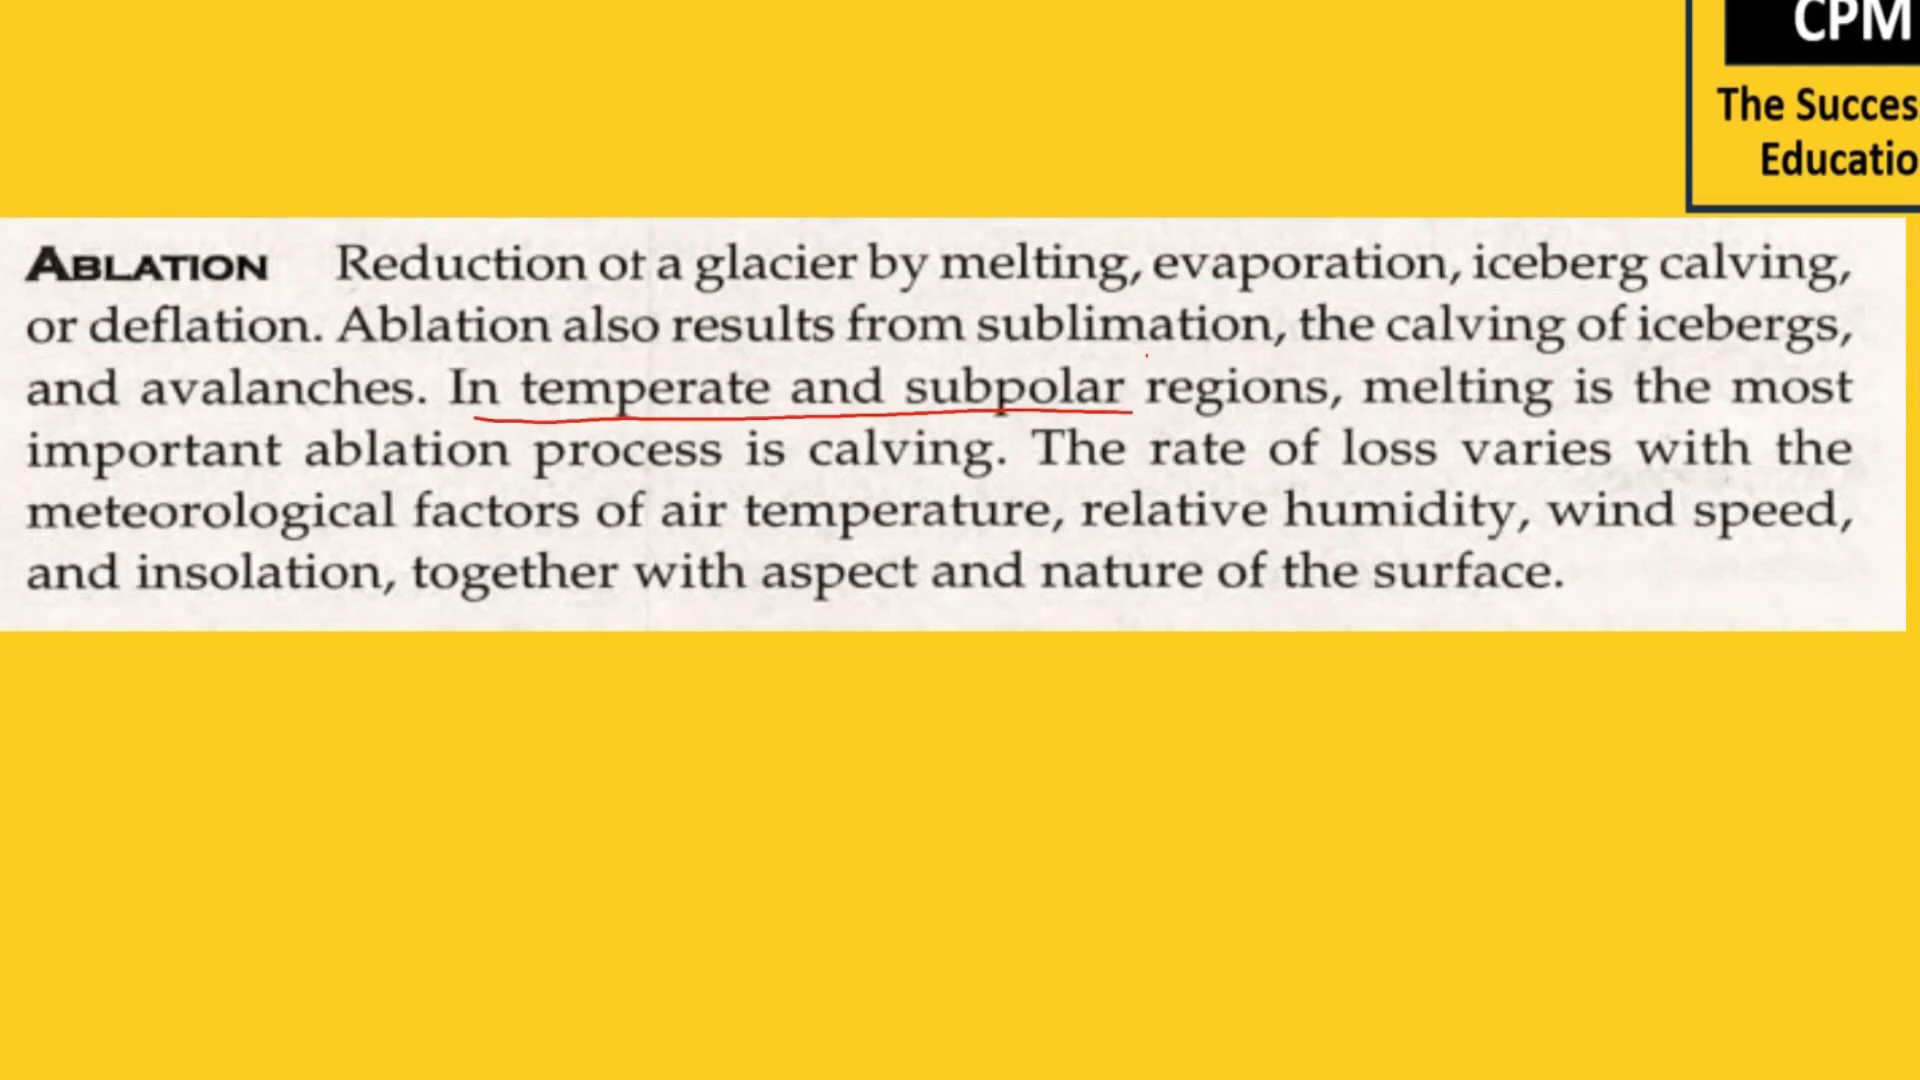 CPM
The Succes
Educatio
ABLATION Reduction of a glacier by melting, evaporation, iceberg calving,
or deflation. Ablation also results from sublimation, the calving of icebergs,
and avalanches. In temperate and subpolar regions, melting is the most
important ablation process is calving. The rate of loss varies with the
meteorological factors of air temperature, relative humidity, wind speed,
and insolation, together with aspect and nature of the surface.